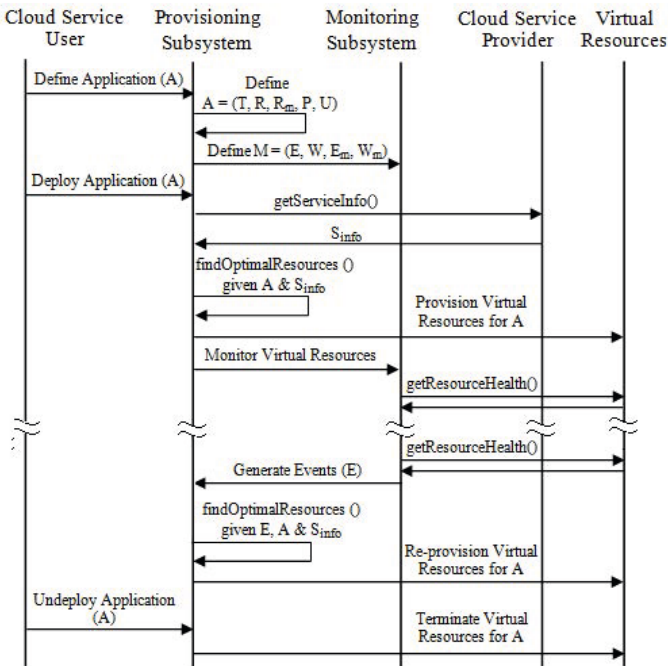 Cloud Service User
Provisioning Subsystem
Monitoring Subsystem
Cloud Service Provider
Virtual Resources
Define Application (A)
Define
A = (T, R, Rm, P, U)
Define M = (E, W, Em, Wm)
Deploy Application (A)
getServiceInfo()
Sinfo
findOptimalResources ()
given A & Sinfo
Provision Virtual
Resources for A
Monitor Virtual Resources
getResourceHealth()
getResourceHealth()
Generate Events (E)
findOptimalResources ()
given E, A & Sinfo
Re-provision Virtual
Resources for A
Undeploy Application
(A)
Terminate Virtual
Resources for A